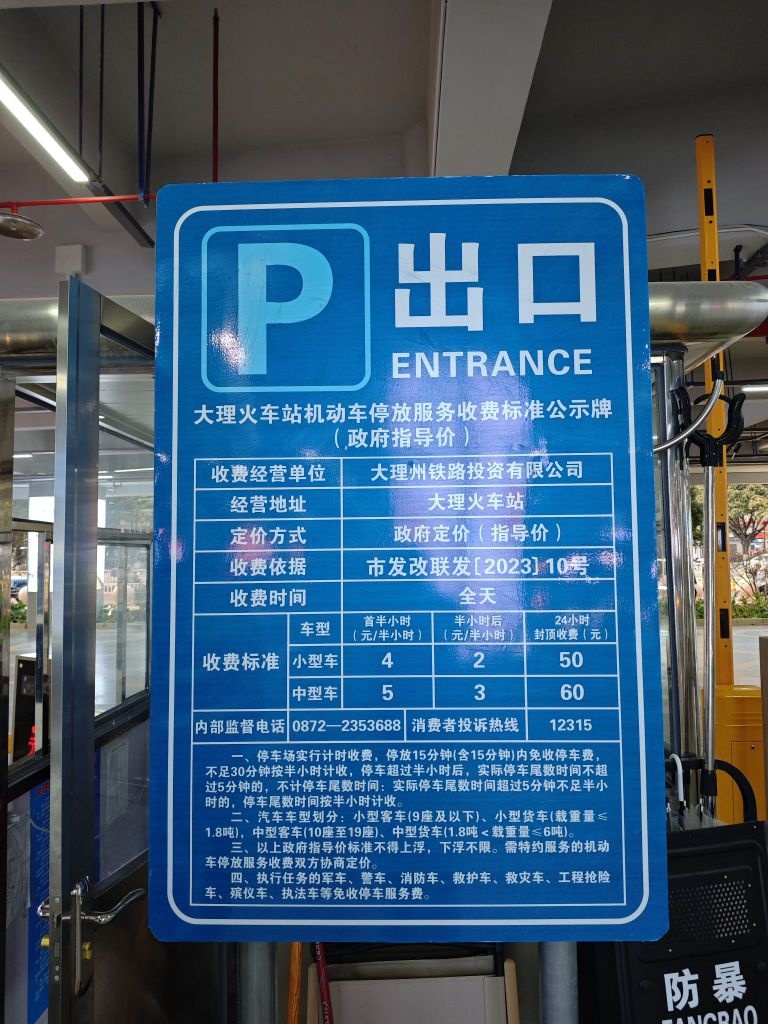 P 出口
ENTRANCE
大理火车站机动车停放服务收费标准公示牌
（政府指导价）
收费经营单位 大理州铁路投资有限公司
经营地址 大理火车站
定价方式 政府定价（指导价）
收费依据 市发改联发[2023]10号
收费时间 全天
收费标准 车型 首半小时（元/半小时） 半小时后（元/半小时） 24小时封顶收费（元）
小型车 4 2 50
中型车 5 3 60
内部监督电话 0872—2353688 消费者投诉热线 12315
一、停车场实行计时收费，停放15分钟(含15分钟)内免收停车费，
不足30分钟按半小时计收，停车超过半小时后，实际停车尾数时间不超
过5分钟的，不计停车尾数时间：实际停车尾数时间超过5分钟不足半小
时的，停车尾数时间按半小时计收。
二、汽车车型划分：小型客车(9座及以下)、小型货车(载重量≤
1.8吨)，中型客车(10座至19座)、中型货车(1.8吨＜载重量≤6吨)。
三、以上政府指导价标准不得上浮，下浮不限。需特约服务的机动
车停放服务收费双方协商定价。
四、执行任务的军车、警车、消防车、救护车、救灾车、工程抢险
车、殡仪车、执法车等免收停车服务费。
防暴
FANGBAO